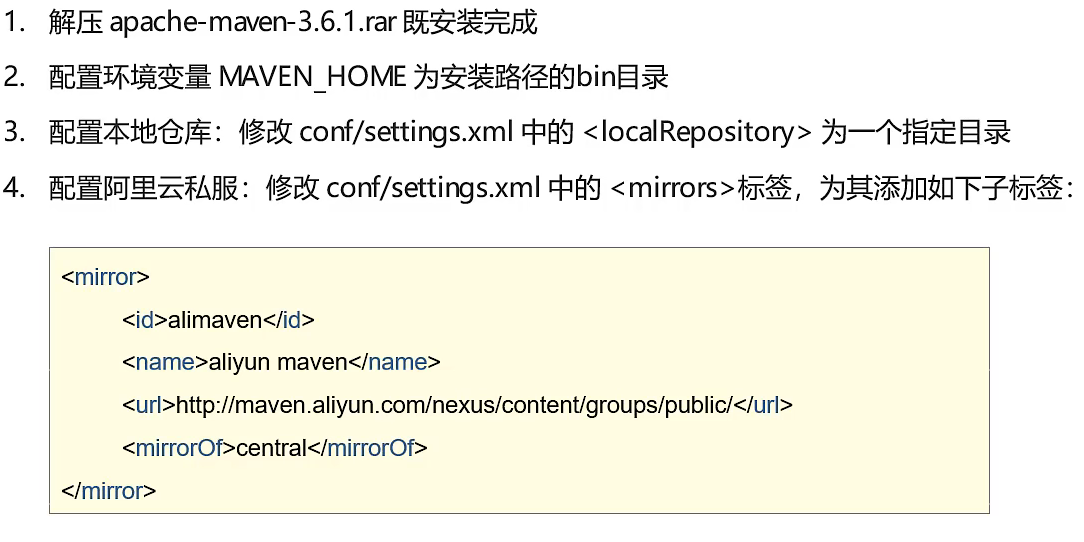 1. 解压 apache-maven-3.6.1.rar 既安装完成
2. 配置环境变量 MAVEN_HOME 为安装路径的bin目录
3. 配置本地仓库：修改 conf/settings.xml 中的 <localRepository> 为一个指定目录
4. 配置阿里云私服：修改 conf/settings.xml 中的 <mirrors>标签，为其添加如下子标签：
<mirror>
<id>alimaven</id>
<name>aliyun maven</name>
<url>http://maven.aliyun.com/nexus/content/groups/public/</url>
<mirrorOf>central</mirrorOf>
</mirror>